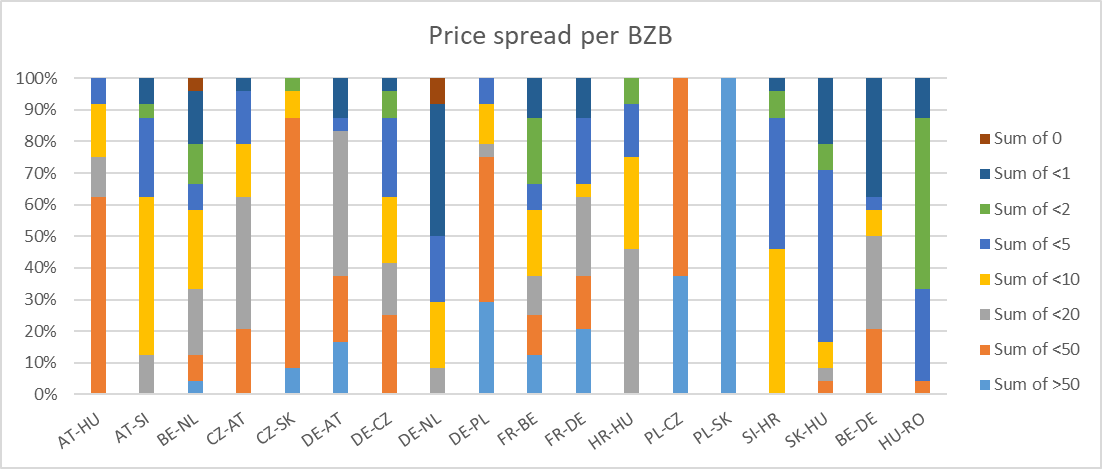 Price spread per BZB
100%
90%
80%
70%
60%
50%
40%
30%
20%
10%
0%
AT-HU
AT-SI
BE-NL
CZ-AT
CZ-SK
DE-AT
DE-CZ
DE-NL
DE-PL
FR-BE
FR-DE
HR-HU
PL-CZ
PL-SK
SI-HR
SK-HU
BE-DE
HU-RO
Sum of 0
Sum of <1
Sum of <2
Sum of <5
Sum of <10
Sum of <20
Sum of <50
Sum of >50